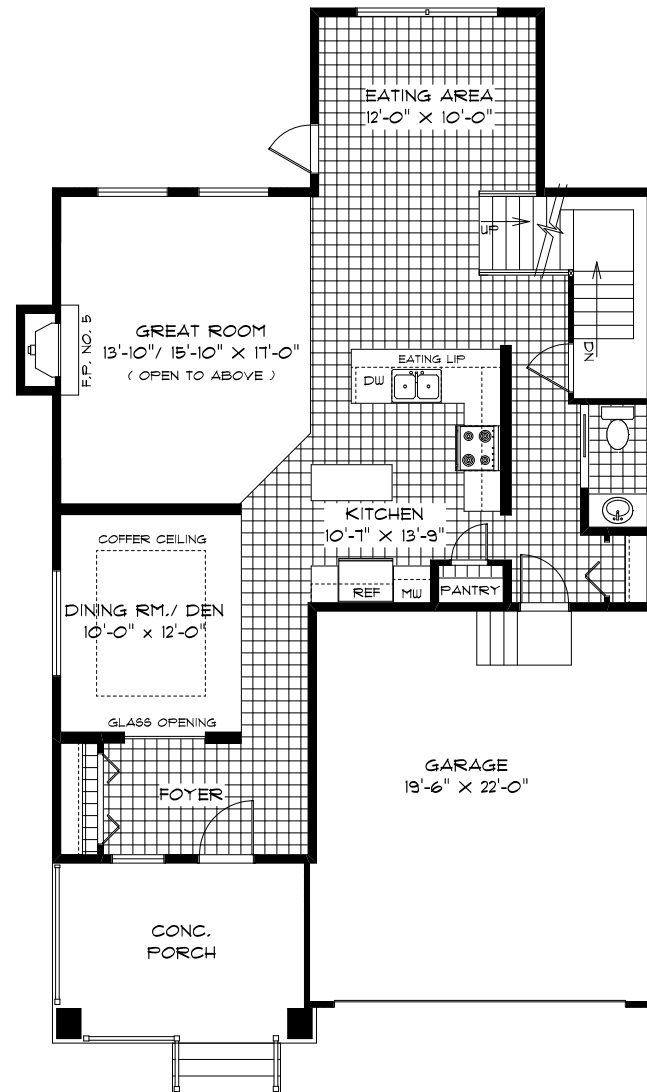 EATING AREA
12'-0" X 10'-0"
UP
GREAT ROOM
13'-10"/ 15'-10" X 17'-0"
( OPEN TO ABOVE )
F.P. NO. 5
DN
EATING LIP
DW
KITCHEN
10'-7" X 13'-9"
COFFER CEILING
REF
MW
PANTRY
DINING RM./ DEN
10'-0" x 12'-0"
GLASS OPENING
FOYER
GARAGE
19'-6" X 22'-0"
CONC.
PORCH